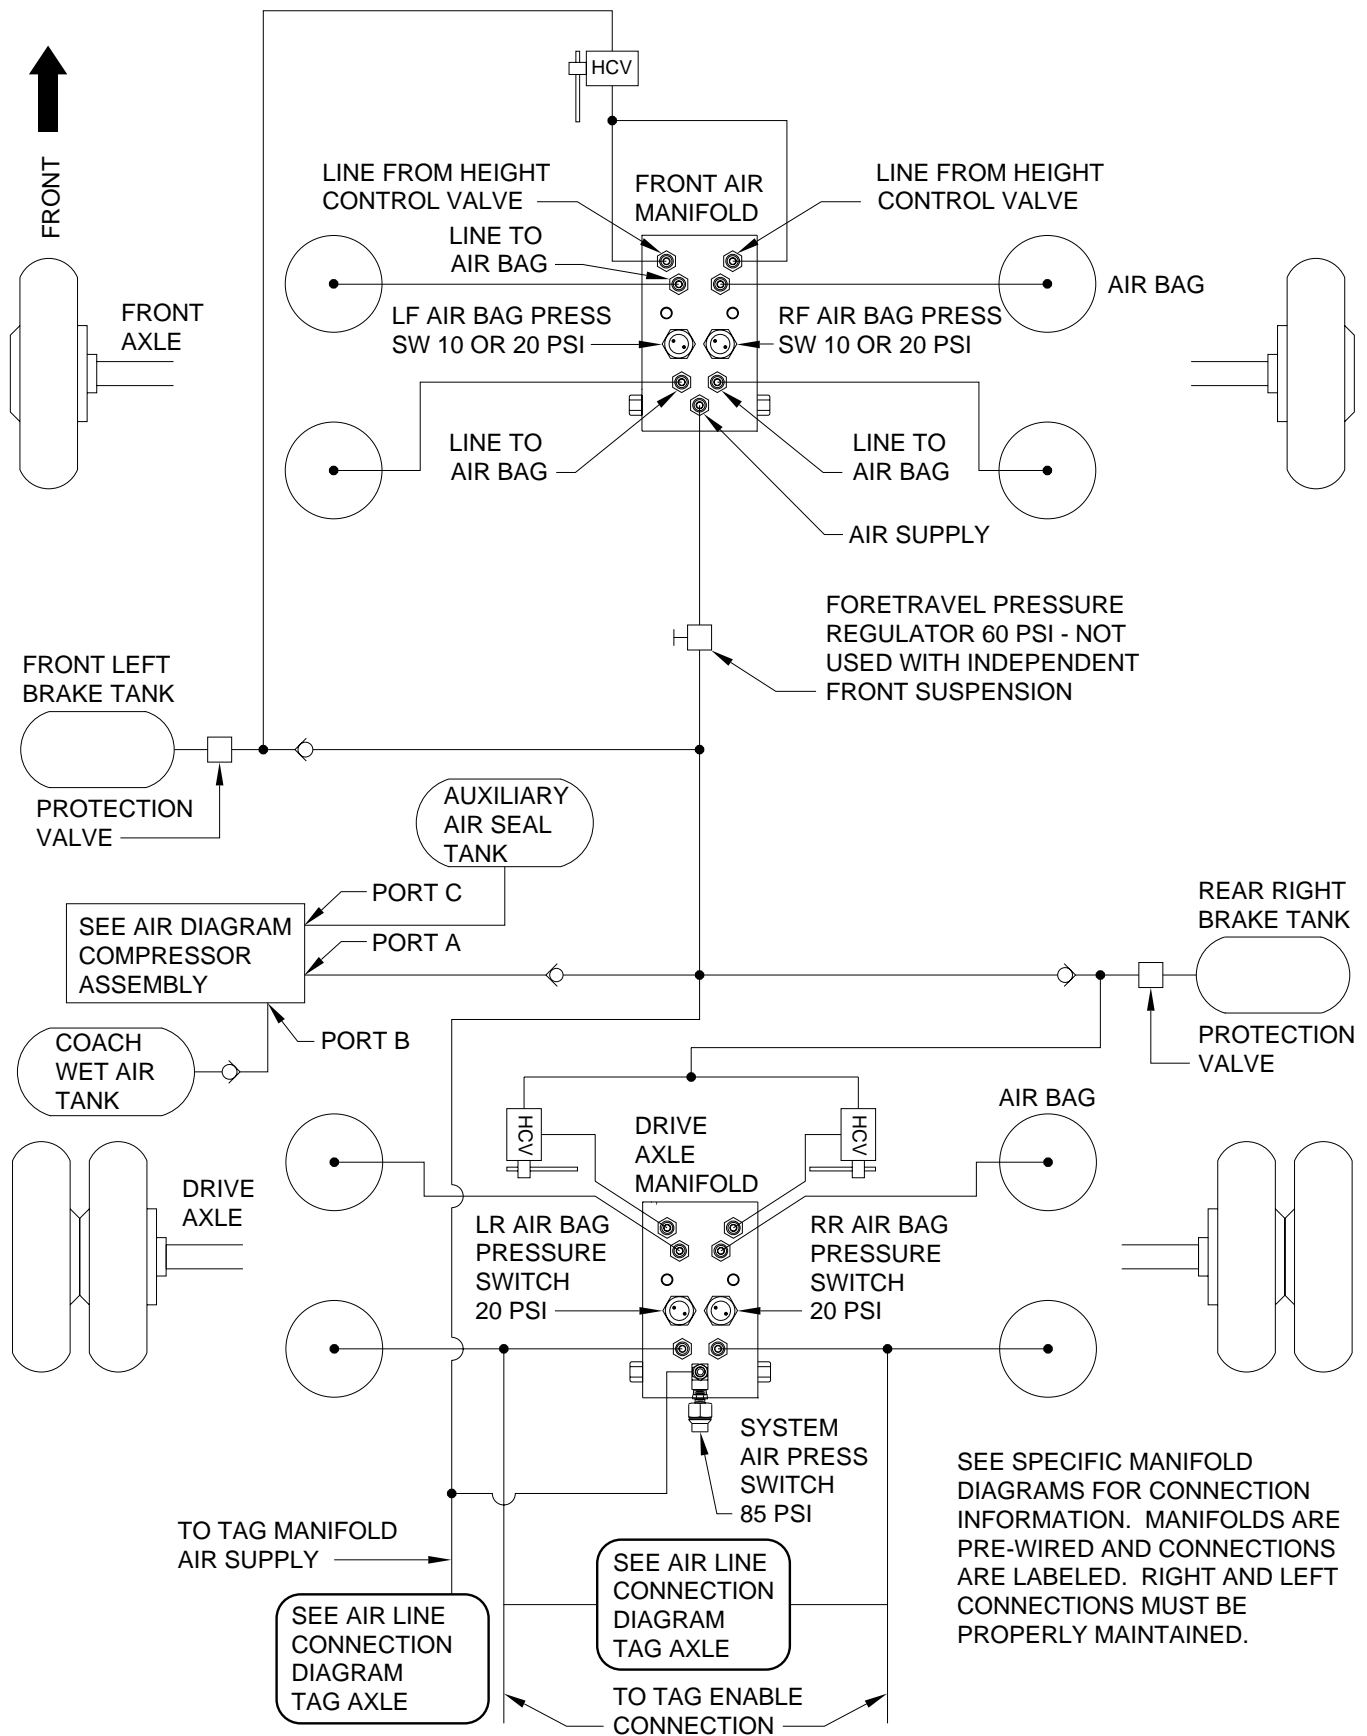 HCV
FRONT
LINE FROM HEIGHT
CONTROL VALVE
FRONT AIR
MANIFOLD
LINE FROM HEIGHT
CONTROL VALVE
LINE TO
AIR BAG
AIR BAG
FRONT
AXLE
LF AIR BAG PRESS
SW 10 OR 20 PSI
RF AIR BAG PRESS
SW 10 OR 20 PSI
LINE TO
AIR BAG
LINE TO
AIR BAG
AIR SUPPLY
FORETRAVEL PRESSURE
REGULATOR 60 PSI - NOT
USED WITH INDEPENDENT
FRONT SUSPENSION
FRONT LEFT
BRAKE TANK
PROTECTION
VALVE
AUXILIARY
AIR SEAL
TANK
PORT C
SEE AIR DIAGRAM
COMPRESSOR
ASSEMBLY
PORT A
REAR RIGHT
BRAKE TANK
PORT B
COACH
WET AIR
TANK
PROTECTION
VALVE
HCV
HCV
DRIVE
AXLE
MANIFOLD
AIR BAG
DRIVE
AXLE
LR AIR BAG
PRESSURE
SWITCH
20 PSI
RR AIR BAG
PRESSURE
SWITCH
20 PSI
SYSTEM
AIR PRESS
SWITCH
85 PSI
SEE SPECIFIC MANIFOLD
DIAGRAMS FOR CONNECTION
INFORMATION. MANIFOLDS ARE
PRE-WIRED AND CONNECTIONS
ARE LABELED. RIGHT AND LEFT
CONNECTIONS MUST BE
PROPERLY MAINTAINED.
TO TAG MANIFOLD
AIR SUPPLY
SEE AIR LINE
CONNECTION
DIAGRAM
TAG AXLE
SEE AIR LINE
CONNECTION
DIAGRAM
TAG AXLE
TO TAG ENABLE
CONNECTION